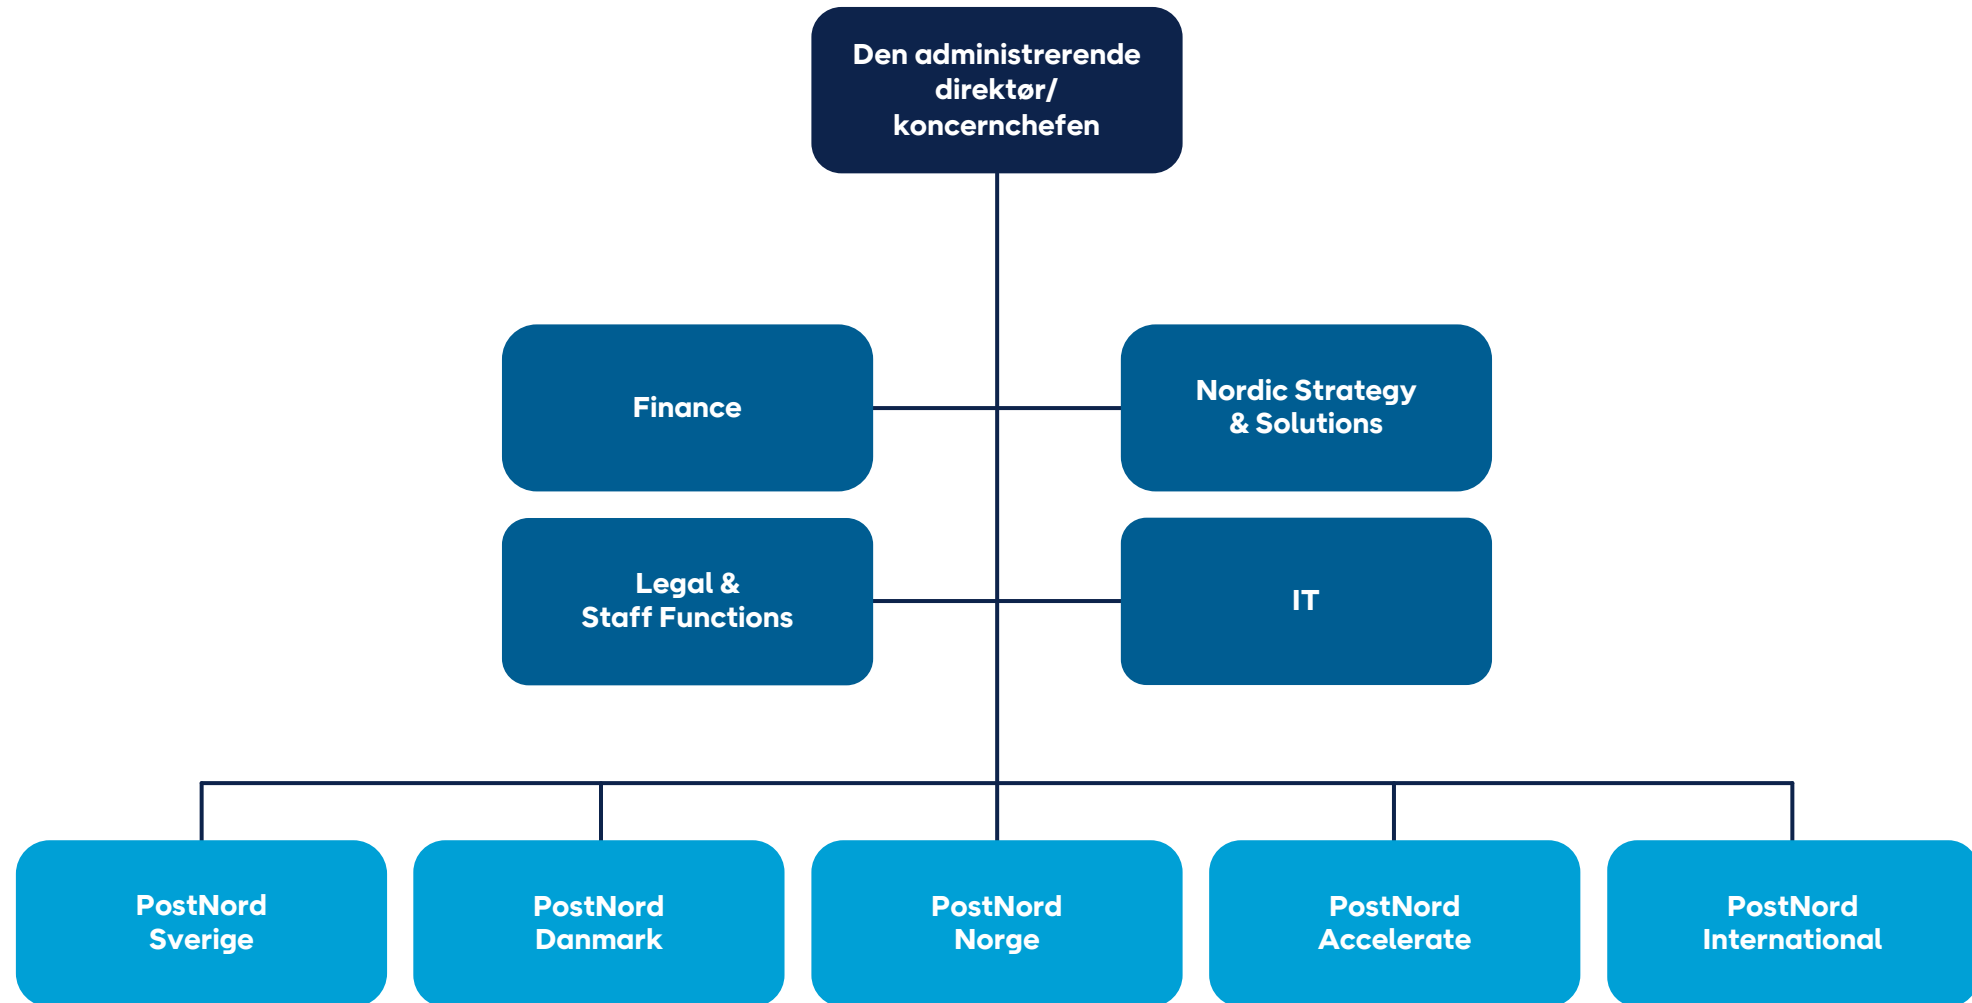 Den administrerende
direktør/
koncernchefen
Finance
Nordic Strategy
& Solutions
Legal &
Staff Functions
IT
PostNord
Sverige
PostNord
Danmark
PostNord
Norge
PostNord
Accelerate
PostNord
International